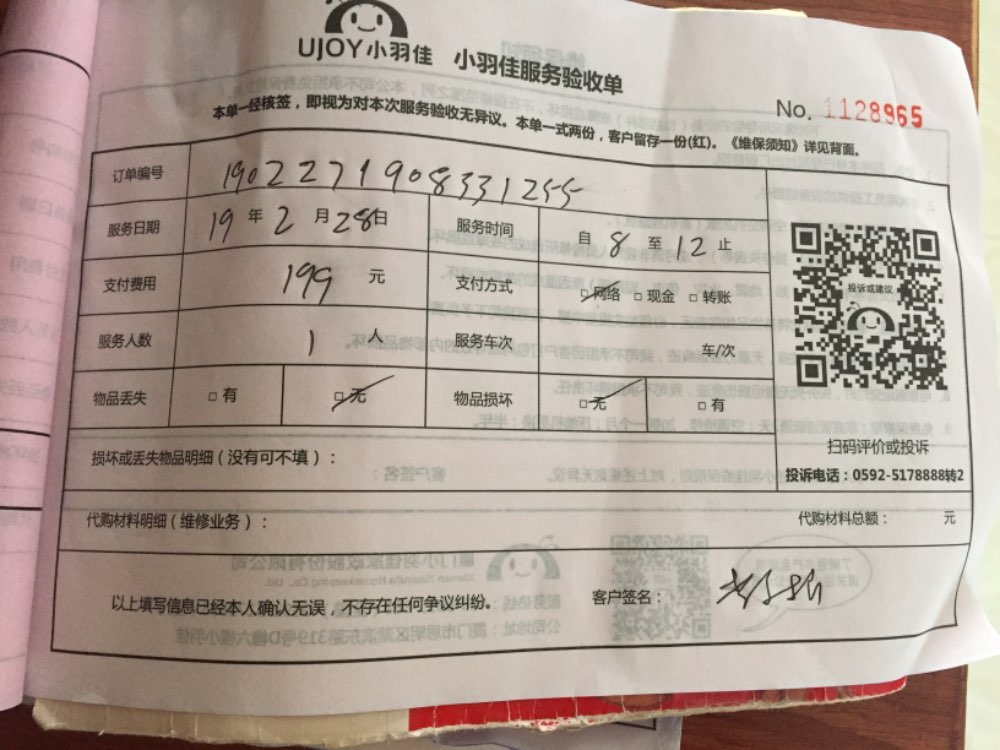 UJOY小羽佳 小羽佳服务验收单
No. 1128965
本单一经核签，即视为对本次服务验收无异议。本单一式两份，客户留存一份(红)。《维保须知》详见背面。
订单编号 1902271908331255
服务日期 19年2月28日 服务时间 自8至12止
支付费用 199元 支付方式 □网络 □现金 □转账
投诉或建议
服务人数 1人 服务车次 车/次
物品丢失 □有 □无 物品损坏 □无 □有
扫码评价或投诉
损坏或丢失物品明细（没有可不填）：
投诉电话：0592-5178888转2
代购材料明细（维修业务）： 代购材料总额： 元
以上填写信息已经本人确认无误，不存在任何争议纠纷。 客户签名：